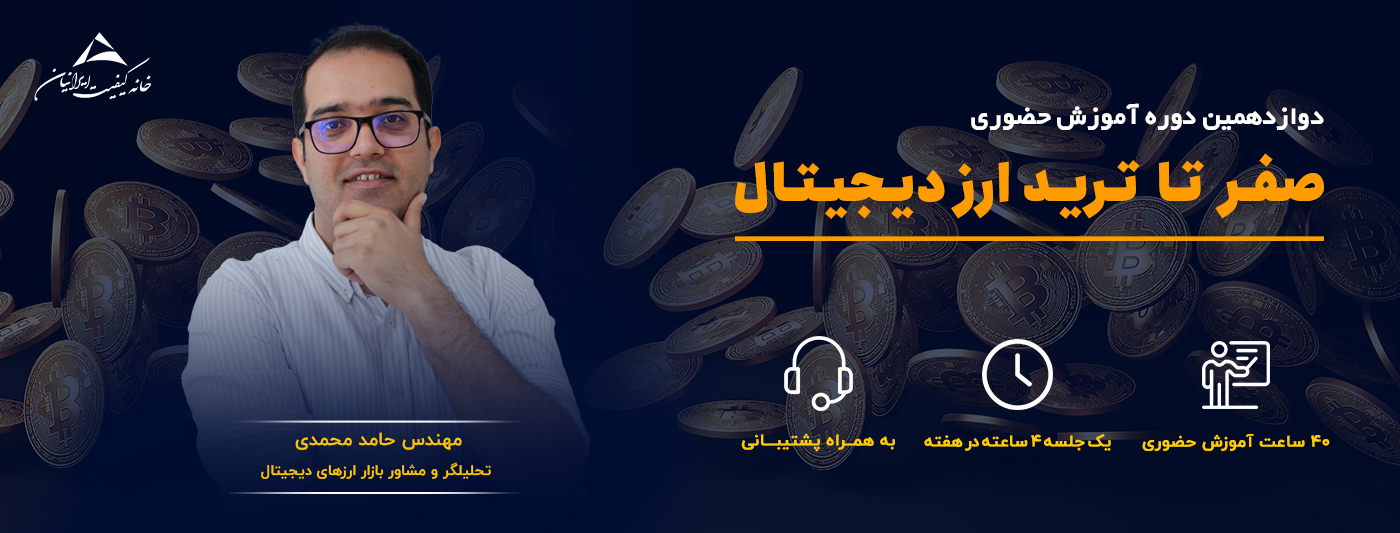 خانه کیفیت ایرانیان
دوازدهمین دوره آموزش حضوری
صفر تا ترید ارز دیجیتال
۴۰ ساعت آموزش حضوری
یک جلسه ۴ ساعته در هفته
به همراه پشتیبانی
مهندس حامد محمدی
تحلیلگر و مشاور بازار ارزهای دیجیتال